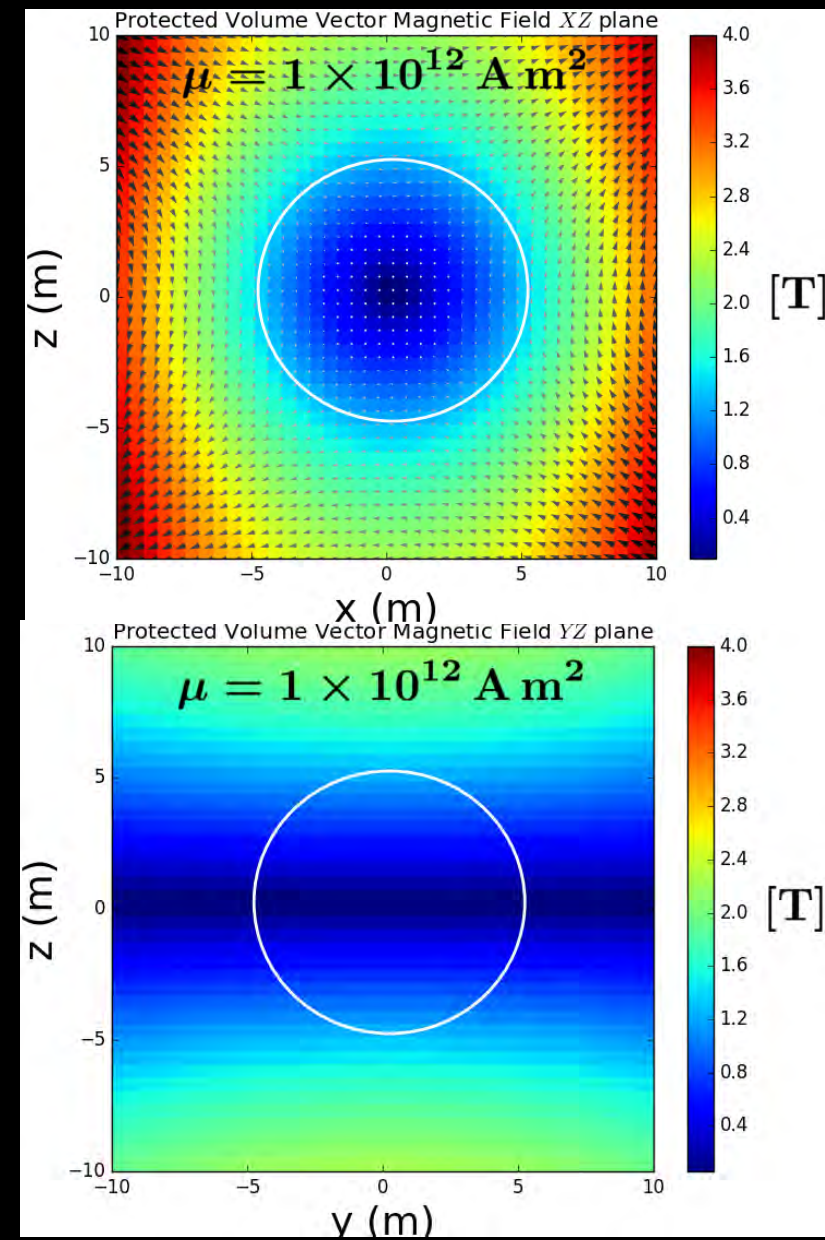 Protected Volume Vector Magnetic Field XZ plane
μ = 1 × 10¹² A m²
10
5
0
−5
−10
z (m)
−10 −5 0 5 10
x (m)
4.0
3.6
3.2
2.8
2.4
2.0
1.6
1.2
0.8
0.4
[T]
Protected Volume Vector Magnetic Field YZ plane
μ = 1 × 10¹² A m²
10
5
0
−5
−10
z (m)
−10 −5 0 5 10
y (m)
4.0
3.6
3.2
2.8
2.4
2.0
1.6
1.2
0.8
0.4
[T]